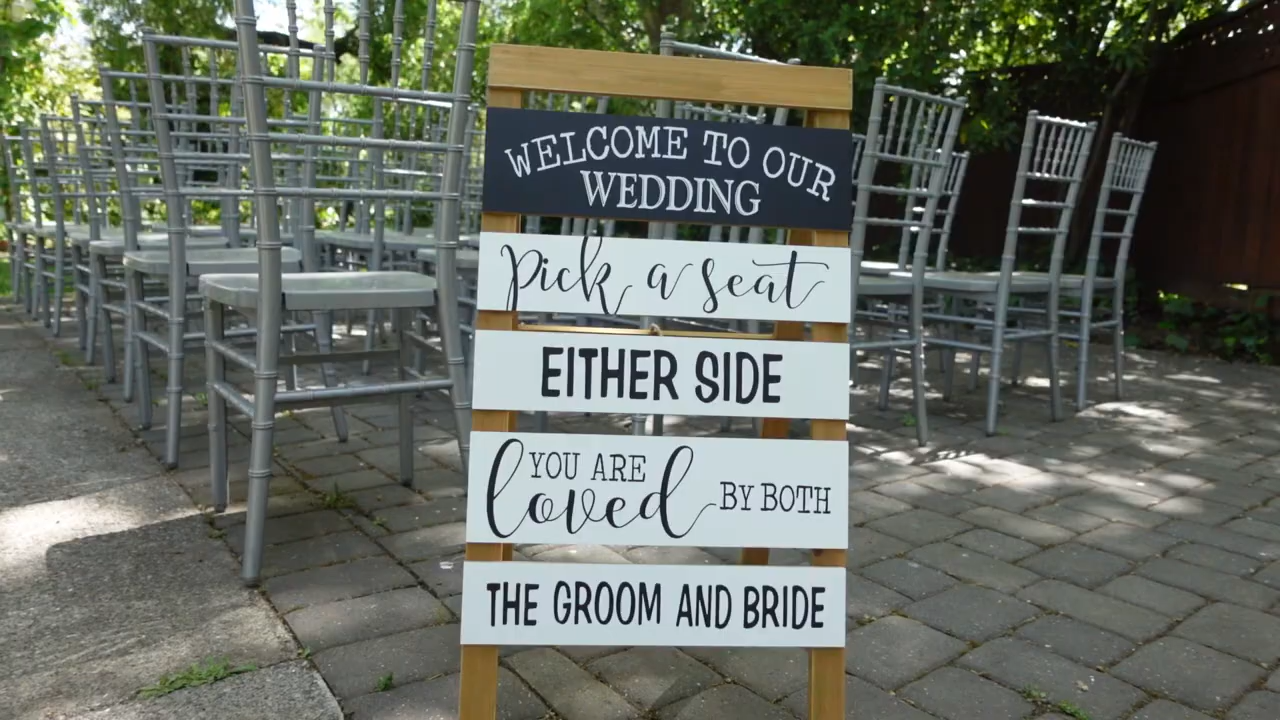 WELCOME TO OUR
WEDDING
Pick a seat
EITHER SIDE
YOU ARE
loved BY BOTH
THE GROOM AND BRIDE